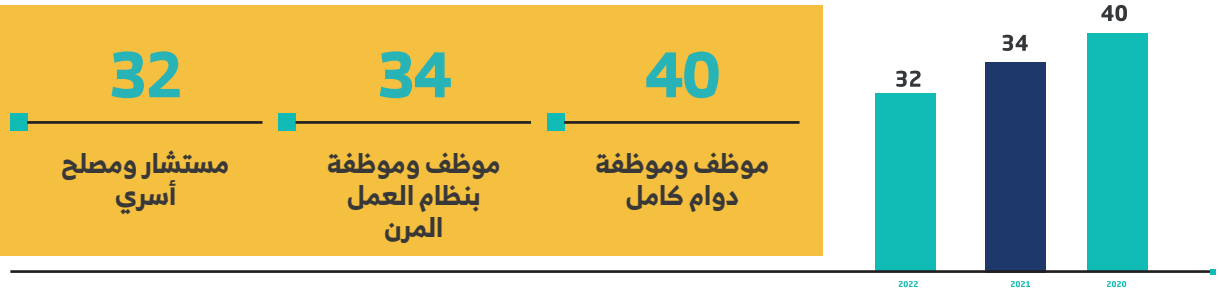 40
موظف وموظفة
دوام كامل
34
موظف وموظفة
بنظام العمل
المرن
32
مستشار ومصلح
أسري
40
34
32
2020
2021
2022